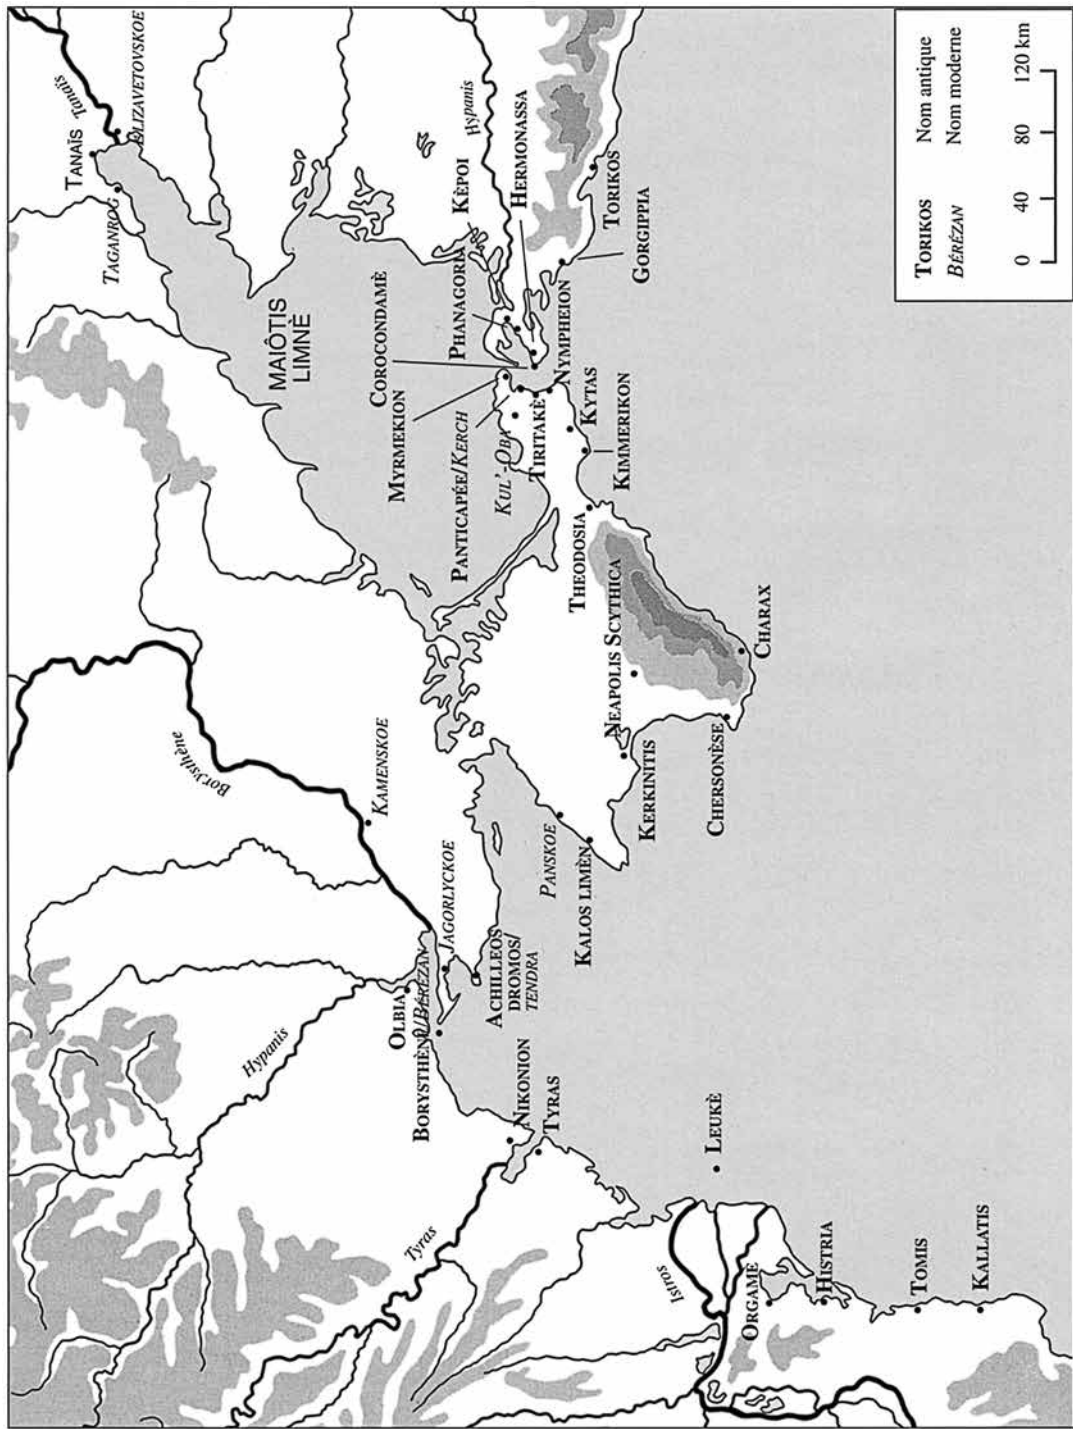 TANAÏS
Tanaïs
ELIZAVETOVSKOE
TAGANROG
MAIÔTIS
LIMNÈ
Hypanis
KÈPOI
HERMONASSA
PHANAGORIA
COROCONDAMÈ
MYRMEKION
PANTICAPÉE/KERCH
KUL'-OBA
TIRITAKÈ
NYMPHEION
KYTAS
KIMMERIKON
TORIKOS
GORGIPPIA
THEODOSIA
NEAPOLIS SCYTHICA
CHARAX
CHERSONÈSE
KERKINITIS
KALOS LIMÈN
PANSKOE
Borysthène
KAMENSKOE
JAGORLYCKOE
ACHILLEOS
DROMOS/
TENDRA
OLBIA
BORYSTHÈNE/BÉRÉZAN
Hypanis
NIKONION
TYRAS
Tyras
LEUKÈ
Istros
ORGAMÈ
HISTRIA
TOMIS
KALLATIS
TORIKOS Nom antique
BÉRÉZAN Nom moderne
0 40 80 120 km